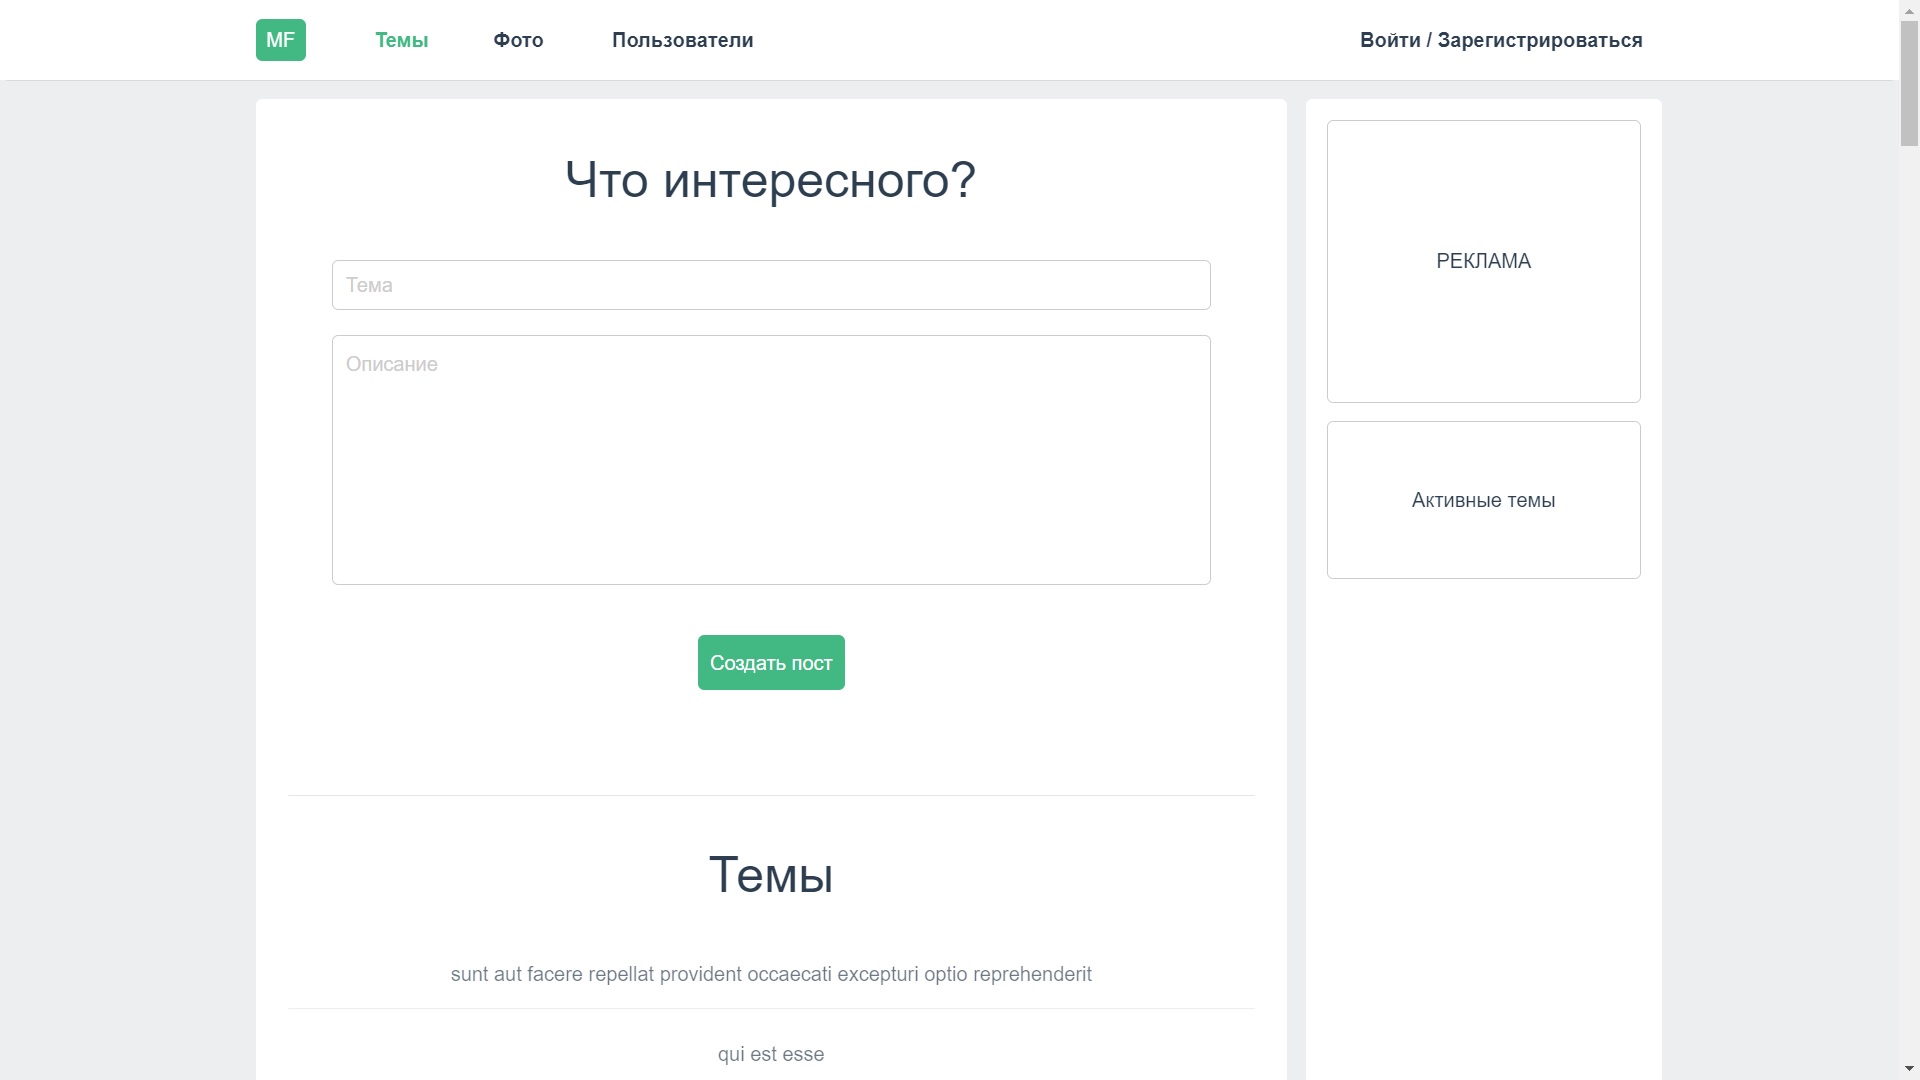 MF Темы Фото Пользователи Войти / Зарегистрироваться
Что интересного?
Тема
Описание
Создать пост
Темы
sunt aut facere repellat provident occaecati excepturi optio reprehenderit
qui est esse
РЕКЛАМА
Активные темы